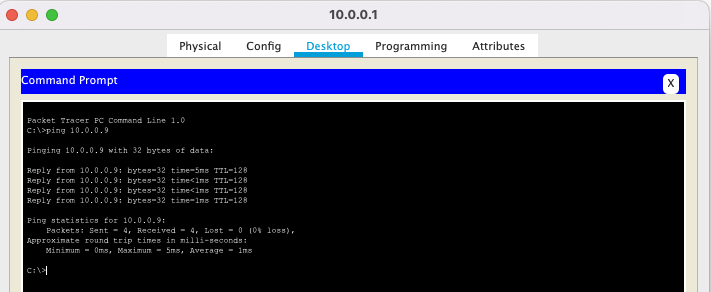 10.0.0.1
Physical Config Desktop Programming Attributes
Command Prompt X
Packet Tracer PC Command Line 1.0
C:\>ping 10.0.0.9
Pinging 10.0.0.9 with 32 bytes of data:
Reply from 10.0.0.9: bytes=32 time=5ms TTL=128
Reply from 10.0.0.9: bytes=32 time<1ms TTL=128
Reply from 10.0.0.9: bytes=32 time<1ms TTL=128
Reply from 10.0.0.9: bytes=32 time=1ms TTL=128
Ping statistics for 10.0.0.9:
Packets: Sent = 4, Received = 4, Lost = 0 (0% loss),
Approximate round trip times in milli-seconds:
Minimum = 0ms, Maximum = 5ms, Average = 1ms
C:\>